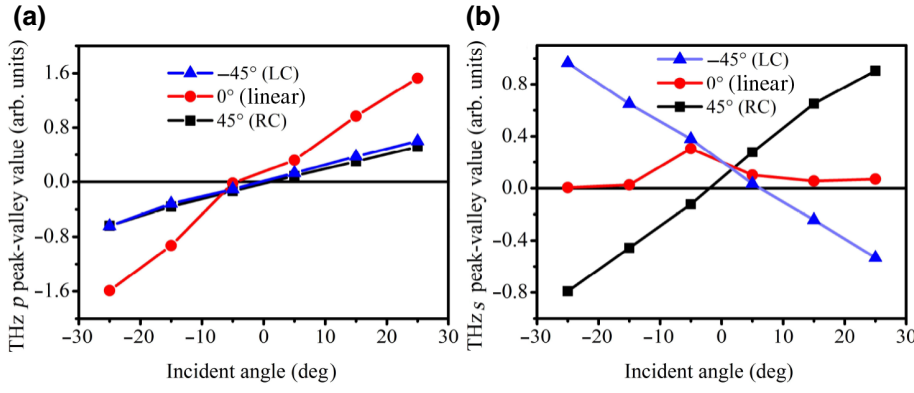 (a)
THz p peak-valley value (arb. units)
1.6
0.8
0.0
−0.8
−1.6
−45° (LC)
0° (linear)
45° (RC)
−30 −20 −10 0 10 20 30
Incident angle (deg)
(b)
THz s peak-valley value (arb. units)
0.8
0.4
0.0
−0.4
−0.8
−45° (LC)
0° (linear)
45° (RC)
−30 −20 −10 0 10 20 30
Incident angle (deg)